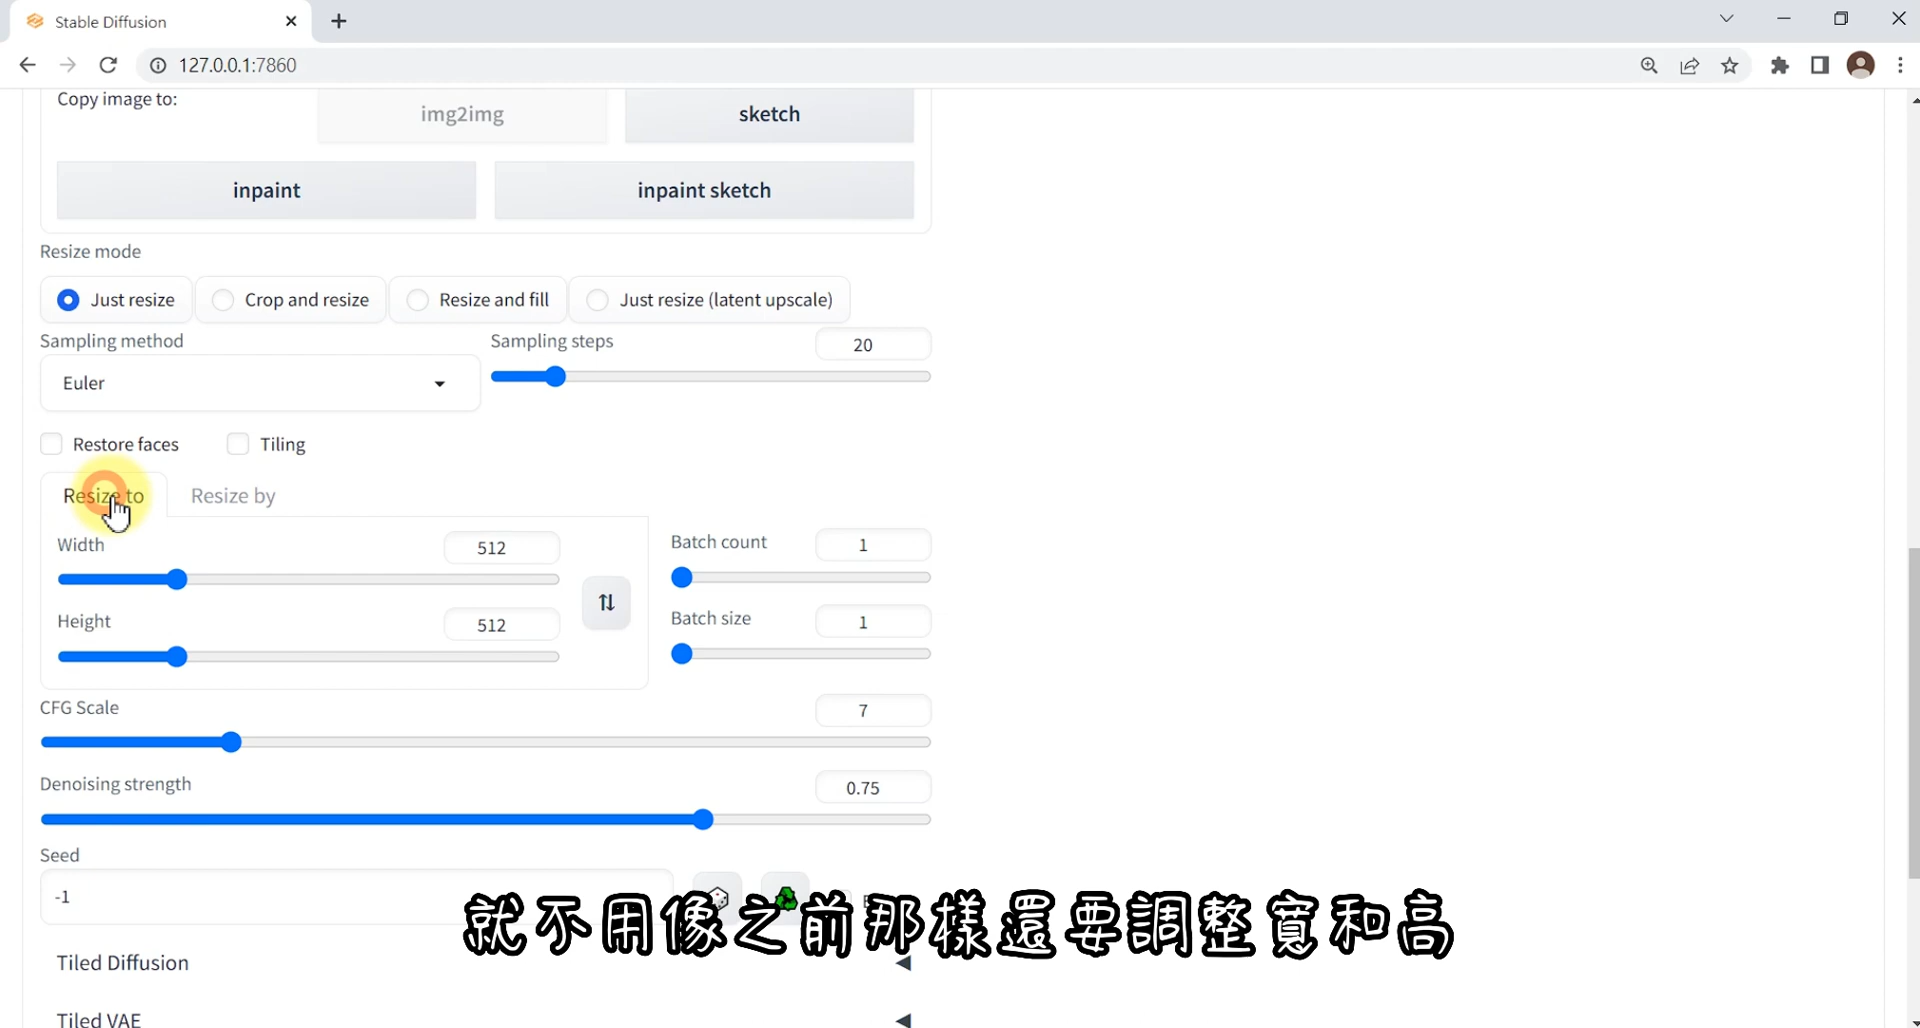 Stable Diffusion
127.0.0.1:7860
Copy image to:
img2img
sketch
inpaint
inpaint sketch
Resize mode
Just resize
Crop and resize
Resize and fill
Just resize (latent upscale)
Sampling method
Sampling steps
20
Euler
Restore faces
Tiling
Resize to
Resize by
Width
512
Height
512
Batch count
1
Batch size
1
CFG Scale
7
Denoising strength
0.75
Seed
-1
就不用像之前那樣還要調整寬和高
Tiled Diffusion
Tiled VAE